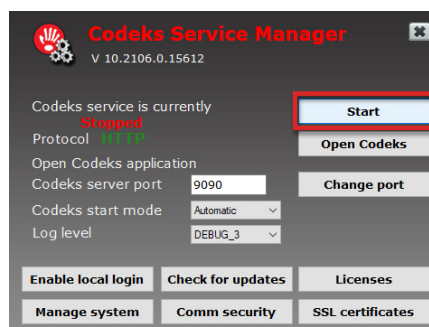 Codeks Service Manager
V 10.2106.0.15612
Codeks service is currently
Stopped
Start
Protocol HTTP
Open Codeks
Open Codeks application
Codeks server port 9090
Change port
Codeks start mode Automatic
Log level DEBUG_3
Enable local login Check for updates Licenses
Manage system Comm security SSL certificates